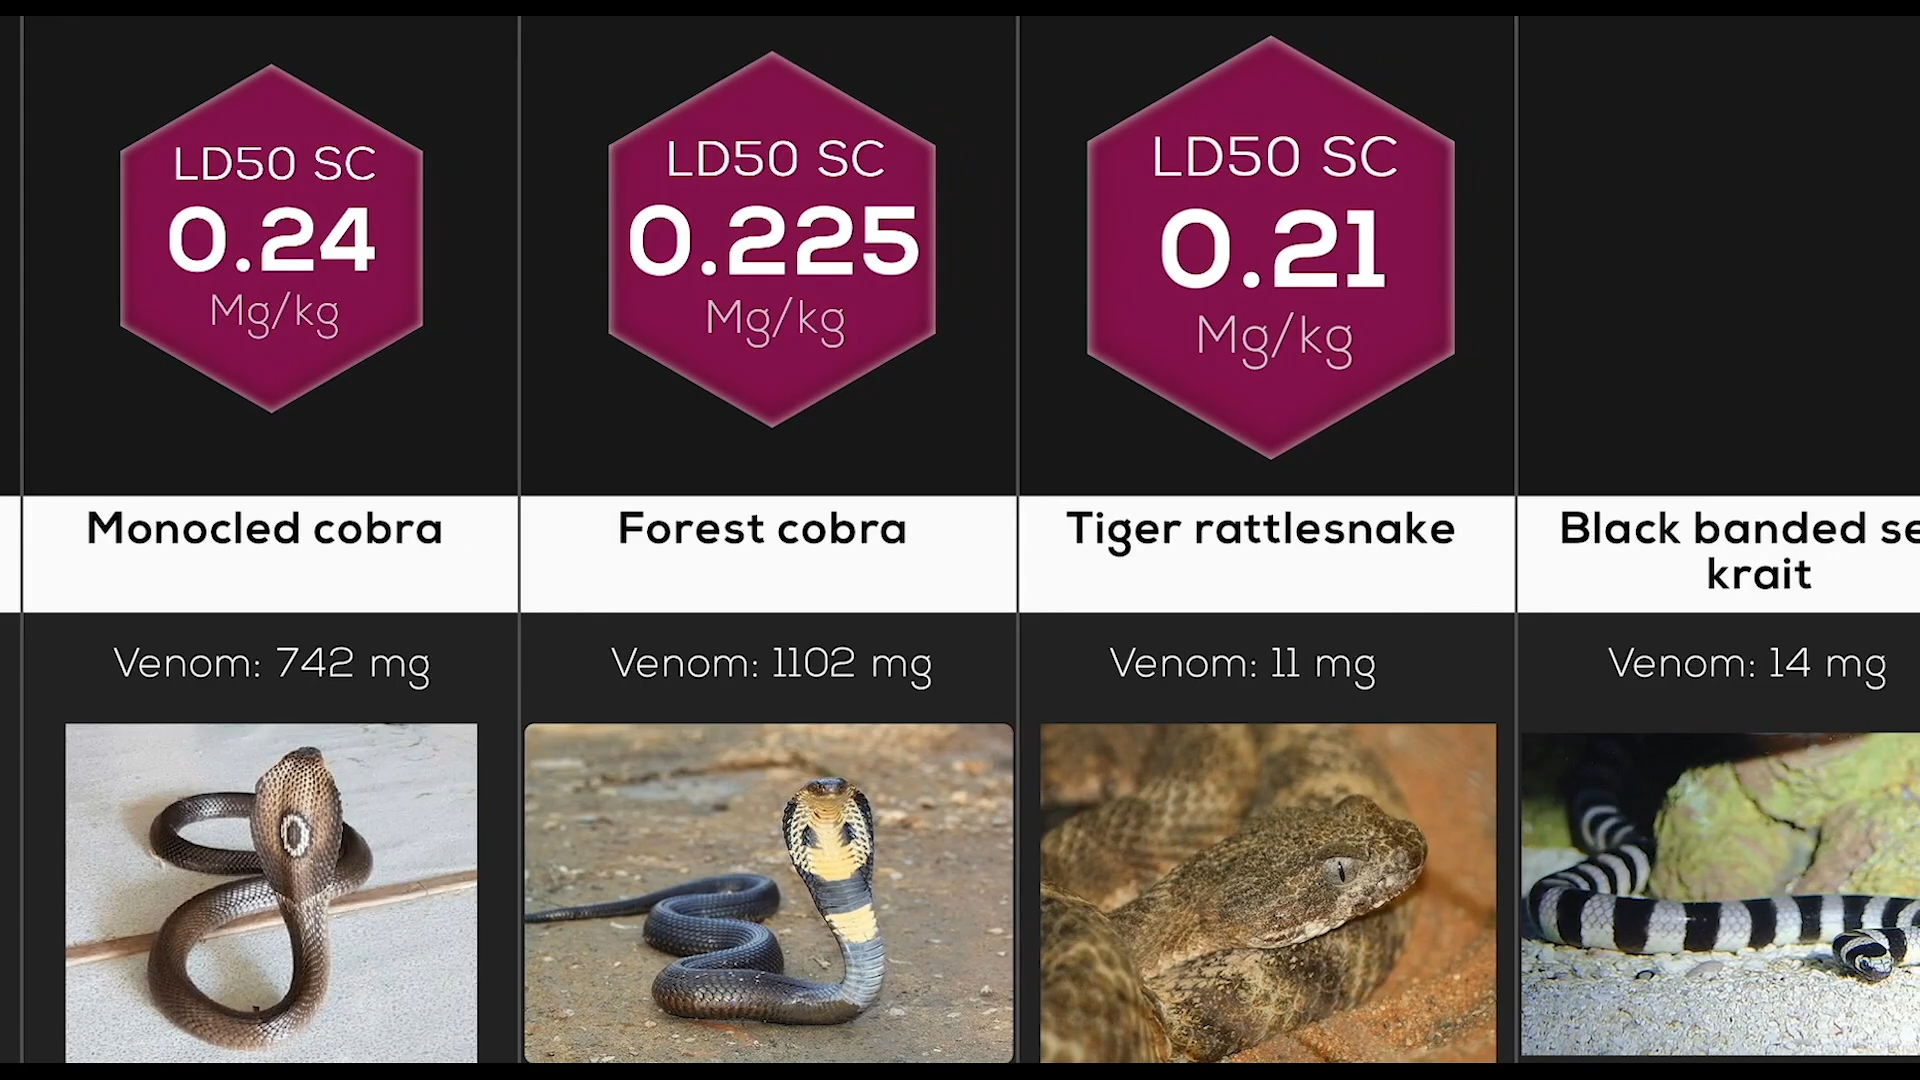 LD50 SC
0.24
Mg/kg
Monocled cobra
Venom: 742 mg
LD50 SC
0.225
Mg/kg
Forest cobra
Venom: 1102 mg
LD50 SC
0.21
Mg/kg
Tiger rattlesnake
Venom: 11 mg
Black banded se
krait
Venom: 14 mg